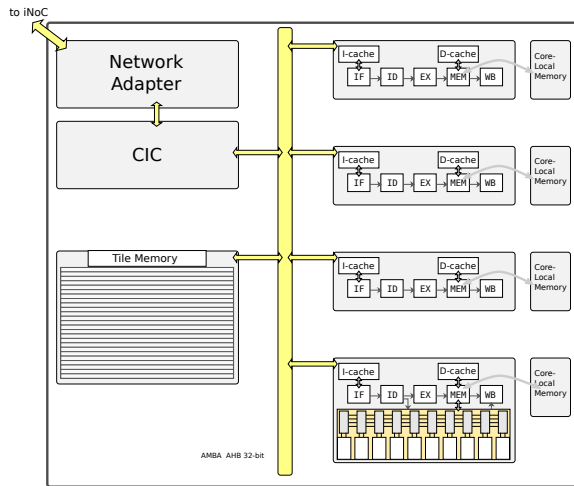 to iNoC
Network
Adapter
CIC
Tile Memory
AMBA AHB 32-bit
I-cache
D-cache
IF
ID
EX
MEM
WB
Core-
Local
Memory
I-cache
D-cache
IF
ID
EX
MEM
WB
Core-
Local
Memory
I-cache
D-cache
IF
ID
EX
MEM
WB
Core-
Local
Memory
I-cache
D-cache
IF
ID
EX
MEM
WB
Core-
Local
Memory